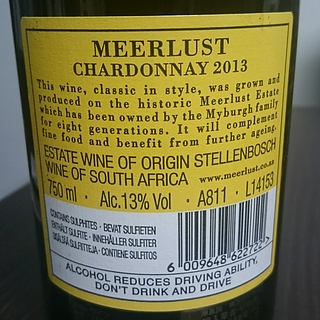 MEERLUST
CHARDONNAY 2013
This wine, classic in style, was grown and
produced on the historic Meerlust Estate
which has been owned by the Myburgh family
for eight generations. It will complement
fine food and benefit from further ageing.
ESTATE WINE OF ORIGIN STELLENBOSCH
WINE OF SOUTH AFRICA · www.meerlust.co.za
750 ml · Alc.13% Vol · A811 · L14153
CONTAINS SULPHITES · BEVAT SULFIETEN
ENTHÄLT SULFITE · INNEHÅLLER SULFITER
SISÄLTÄÄ SULFIITTEJA · CONTIENE SULFITOS
ALCOHOL REDUCES DRIVING ABILITY,
DON'T DRINK AND DRIVE